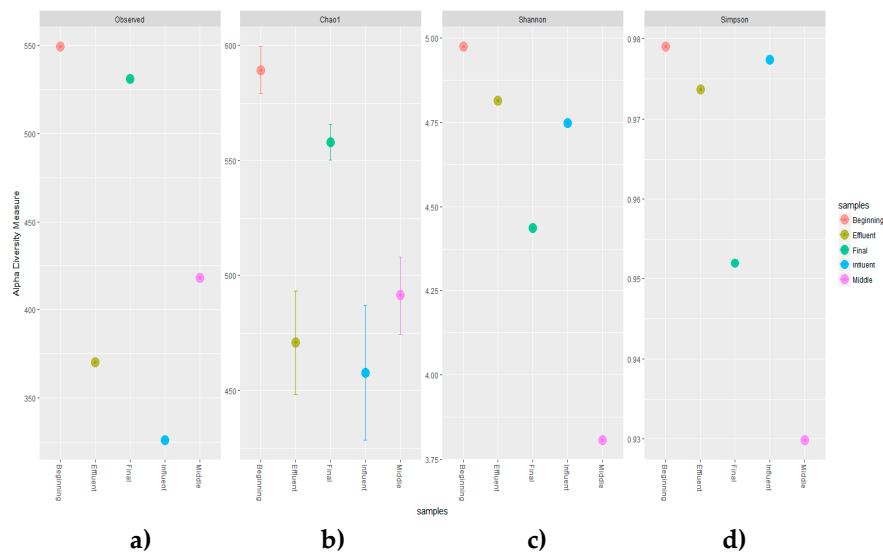 Observed
Chao1
Shannon
Simpson
Alpha Diversity Measure
550
500
450
400
350
600
550
500
450
5.00
4.75
4.50
4.25
4.00
3.75
0.98
0.97
0.96
0.95
0.94
0.93
Beginning
Effluent
Final
Influent
Middle
Beginning
Effluent
Final
Influent
Middle
Beginning
Effluent
Final
Influent
Middle
Beginning
Effluent
Final
Influent
Middle
samples
samples
Beginning
Effluent
Final
Influent
Middle
a)
b)
c)
d)